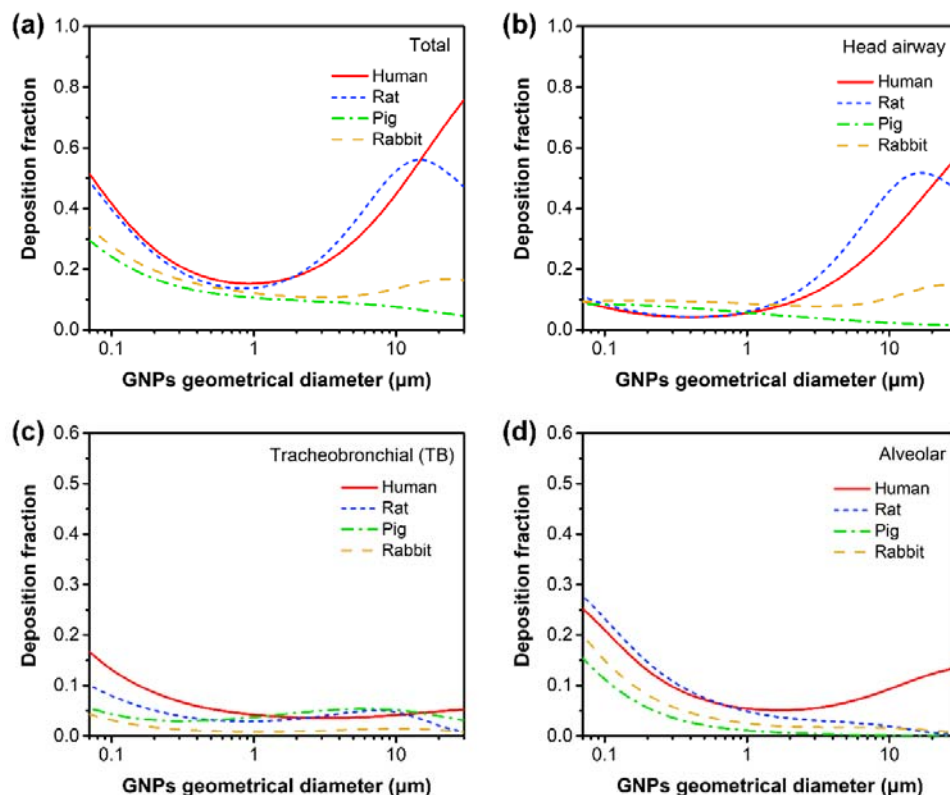 (a)
Total
Human
Rat
Pig
Rabbit
Deposition fraction
1.0
0.8
0.6
0.4
0.2
0.0
0.1
1
10
GNPs geometrical diameter (µm)
(b)
Head airway
Human
Rat
Pig
Rabbit
Deposition fraction
1.0
0.8
0.6
0.4
0.2
0.0
0.1
1
10
GNPs geometrical diameter (µm)
(c)
Tracheobronchial (TB)
Human
Rat
Pig
Rabbit
Deposition fraction
0.6
0.5
0.4
0.3
0.2
0.1
0.0
0.1
1
10
GNPs geometrical diameter (µm)
(d)
Alveolar
Human
Rat
Pig
Rabbit
Deposition fraction
0.6
0.5
0.4
0.3
0.2
0.1
0.0
0.1
1
10
GNPs geometrical diameter (µm)